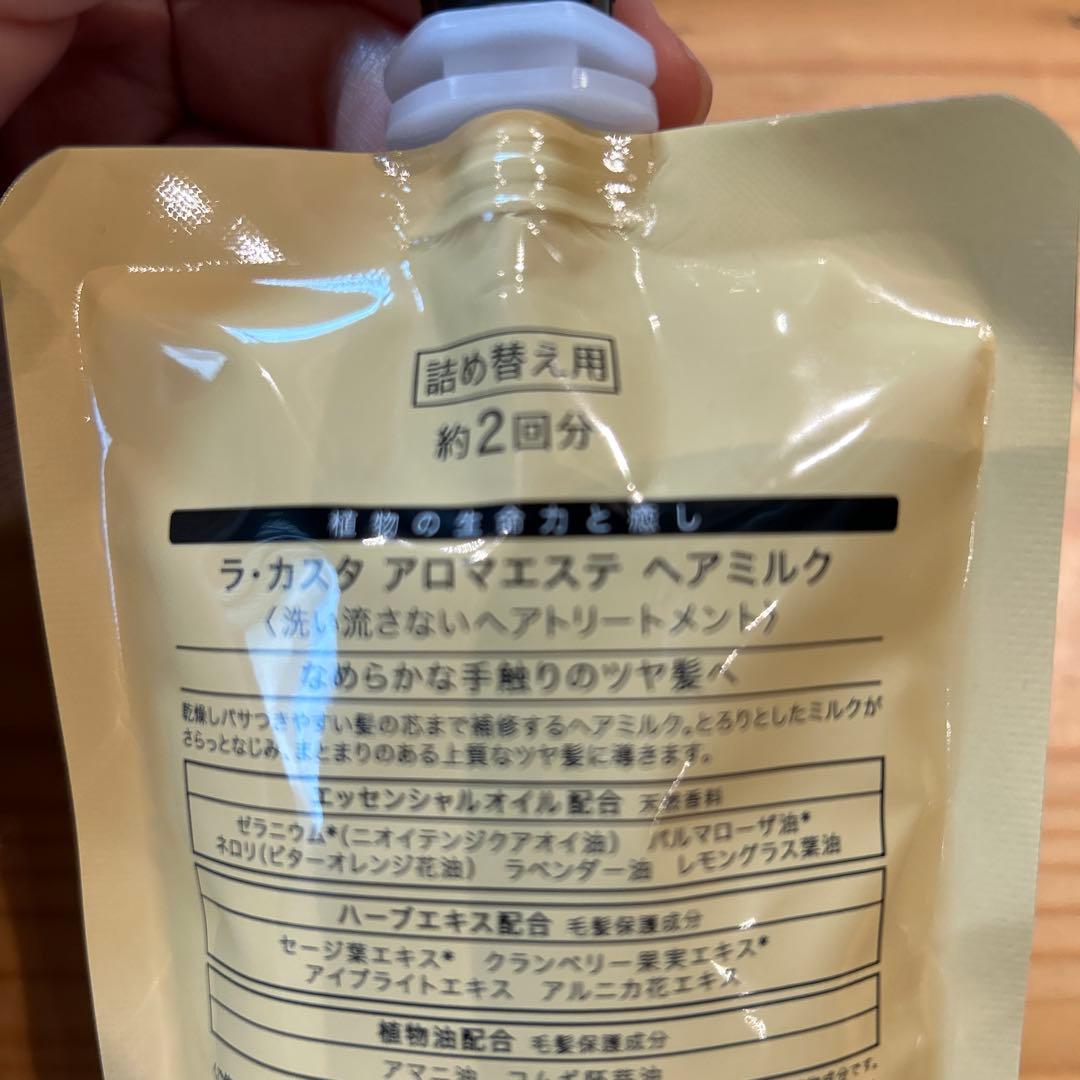 詰め替え用
約2回分
植物の生命力と癒し
ラ・カスタ アロマエステ ヘアミルク
〈洗い流さないヘアトリートメント〉
なめらかな手触りのツヤ髪へ
乾燥しパサつきやすい髪の芯まで補修するヘアミルク。とろりとしたミルクが
さらっとなじみ、まとまりのある上質なツヤ髪に導きます。
エッセンシャルオイル配合 天然香料
ゼラニウム*(ニオイテンジクアオイ油) パルマローザ油*
ネロリ(ビターオレンジ花油) ラベンダー油 レモングラス葉油
ハーブエキス配合 毛髪保護成分
セージ葉エキス* クランベリー果実エキス*
アイブライトエキス アルニカ花エキス
植物油配合 毛髪保護成分
アマニ油 コムギ胚芽油